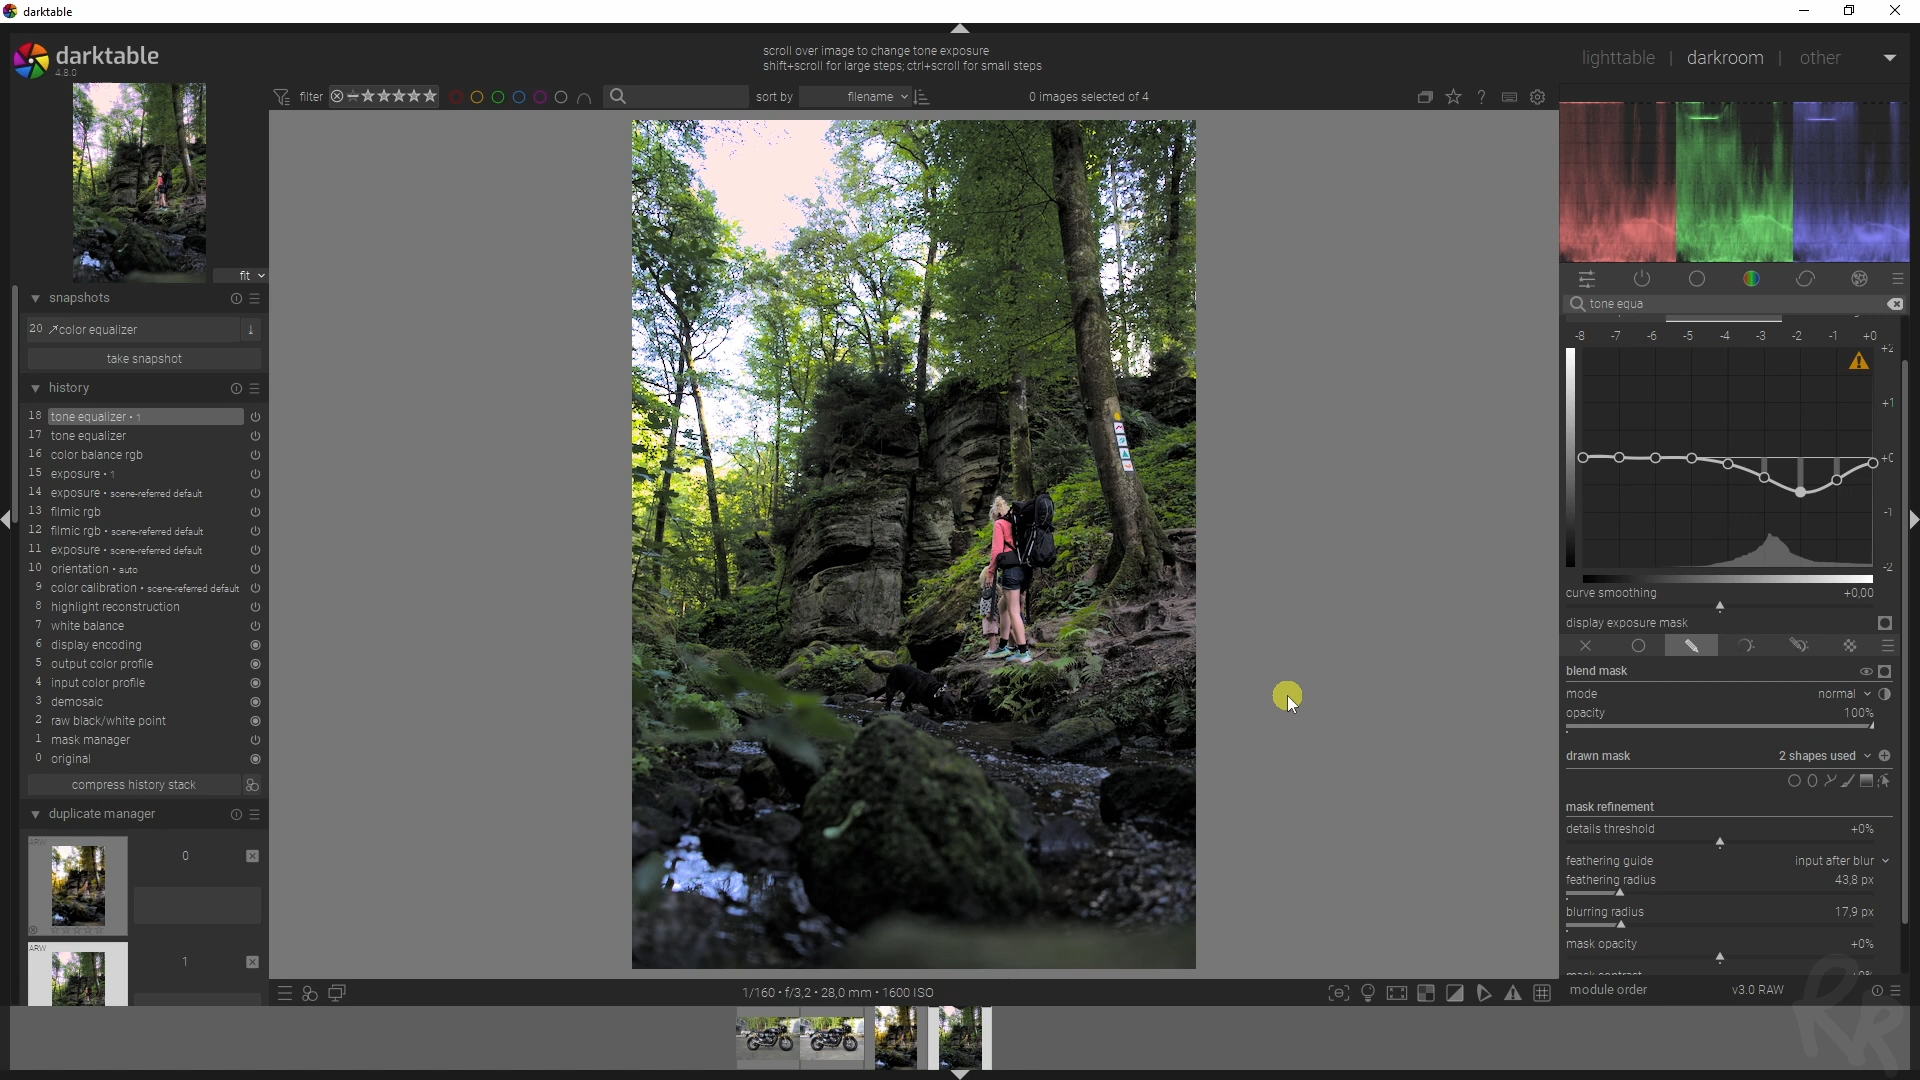 darktable
darktable
4.8.0
scroll over image to change tone exposure
shift+scroll for large steps; ctrl+scroll for small steps
lighttable | darkroom | other
filter
sort by filename
0 images selected of 4
fit
snapshots
20 color equalizer
take snapshot
history
18 tone equalizer • 1
17 tone equalizer
16 color balance rgb
15 exposure • 1
14 exposure • scene-referred default
13 filmic rgb
12 filmic rgb • scene-referred default
11 exposure • scene-referred default
10 orientation • auto
9 color calibration • scene-referred default
8 highlight reconstruction
7 white balance
6 display encoding
5 output color profile
4 input color profile
3 demosaic
2 raw black/white point
1 mask manager
0 original
compress history stack
duplicate manager
ARW
0
ARW
1
1/160 • f/3,2 • 28,0 mm • 1600 ISO
tone equa
-8 -7 -6 -5 -4 -3 -2 -1 +0
+2
+1
+0
-1
-2
curve smoothing +0,00
display exposure mask
blend mask
mode normal
opacity 100%
drawn mask 2 shapes used
mask refinement
details threshold +0%
feathering guide input after blur
feathering radius 43,8 px
blurring radius 17,9 px
mask opacity +0%
mask contrast +0%
module order v3.0 RAW
RR